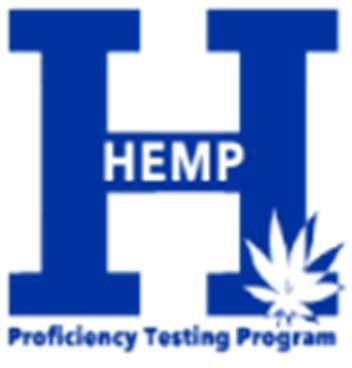 H
HEMP
Proficiency Testing Program